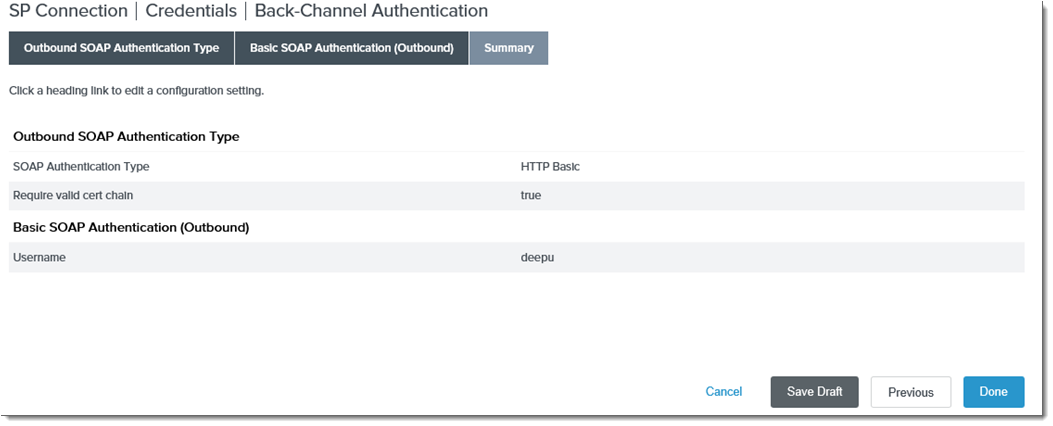 SP Connection | Credentials | Back-Channel Authentication
Outbound SOAP Authentication Type Basic SOAP Authentication (Outbound) Summary
Click a heading link to edit a configuration setting.
Outbound SOAP Authentication Type
SOAP Authentication Type HTTP Basic
Require valid cert chain true
Basic SOAP Authentication (Outbound)
Username deepu
Cancel Save Draft Previous Done